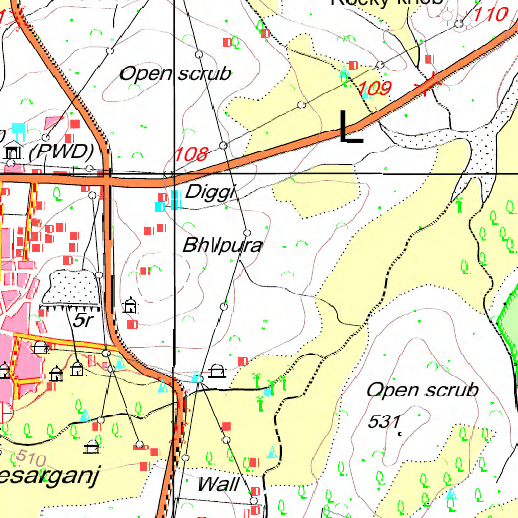 Rocky knob
110
Open scrub
109
L
(PWD)
108
Diggi
Bhilpura
5r
Open scrub
531
510
esarganj
Wall